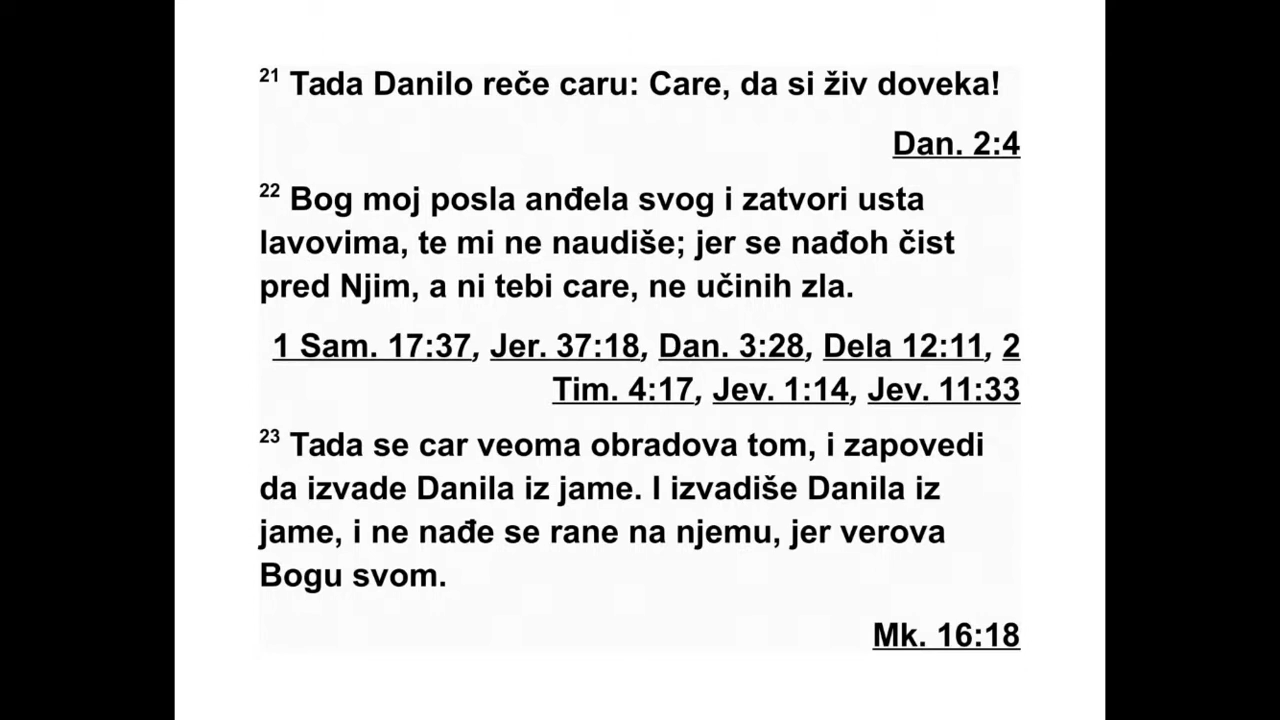 21 Tada Danilo reče caru: Care, da si živ doveka!
Dan. 2:4
22 Bog moj posla anđela svog i zatvori usta
lavovima, te mi ne naudiše; jer se nađoh čist
pred Njim, a ni tebi care, ne učinih zla.
1 Sam. 17:37, Jer. 37:18, Dan. 3:28, Dela 12:11, 2
Tim. 4:17, Jev. 1:14, Jev. 11:33
23 Tada se car veoma obradova tom, i zapovedi
da izvade Danila iz jame. I izvadiše Danila iz
jame, i ne nađe se rane na njemu, jer verova
Bogu svom.
Mk. 16:18